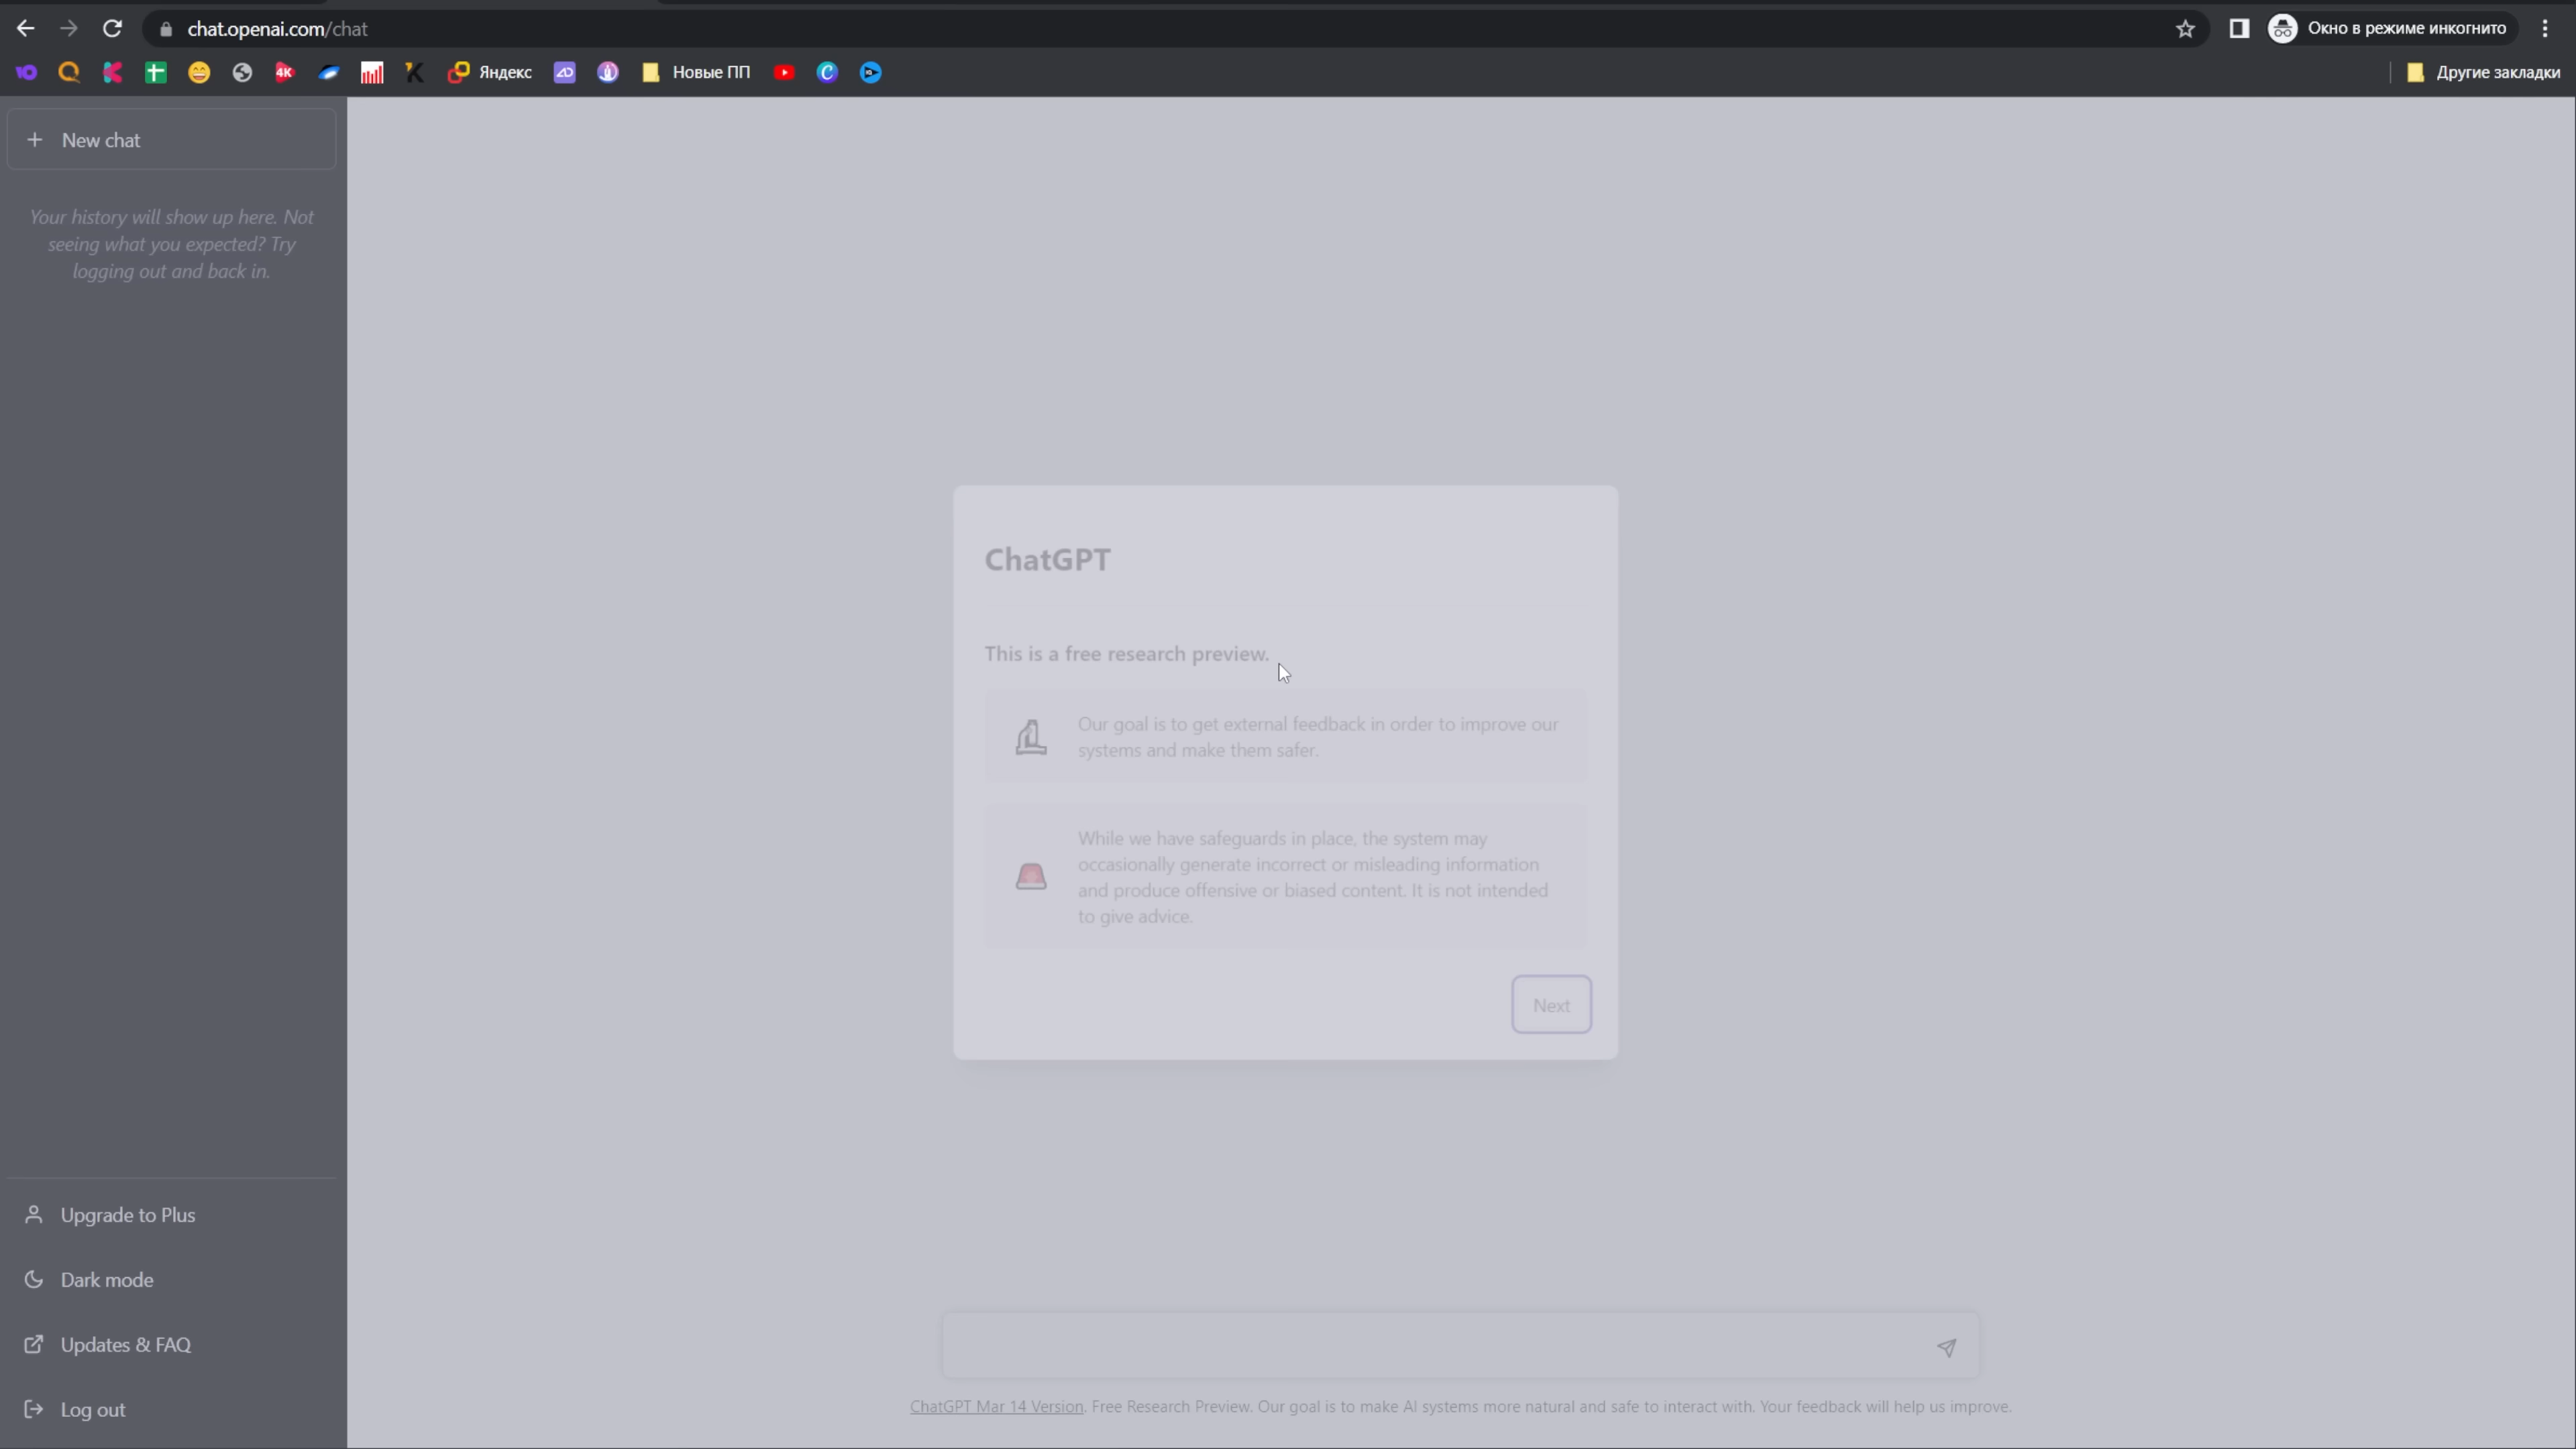 chat.openai.com/chat
Окно в режиме инкогнито
4K
Яндекс
Новые ПП
Другие закладки
New chat
Your history will show up here. Not
seeing what you expected? Try
logging out and back in.
ChatGPT
This is a free research preview.
Our goal is to get external feedback in order to improve our
systems and make them safer.
While we have safeguards in place, the system may
occasionally generate incorrect or misleading information
and produce offensive or biased content. It is not intended
to give advice.
Next
Upgrade to Plus
Dark mode
Updates & FAQ
Log out
ChatGPT Mar 14 Version. Free Research Preview. Our goal is to make AI systems more natural and safe to interact with. Your feedback will help us improve.